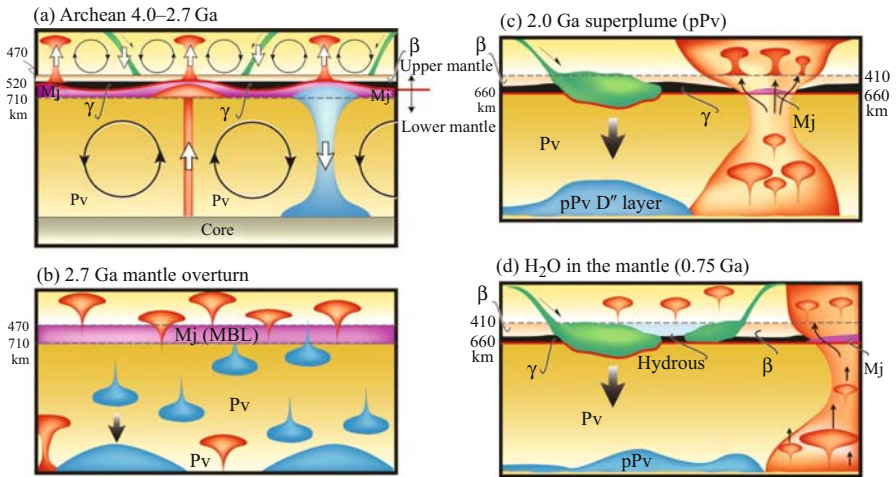 (a) Archean 4.0–2.7 Ga
470
520
710
km
Mj
γ
γ
Mj
β
Upper mantle
Lower mantle
Pv
Pv
Core
(b) 2.7 Ga mantle overturn
470
710
km
Mj (MBL)
Pv
Pv
(c) 2.0 Ga superplume (pPv)
β
660
km
410
660
km
γ
Mj
Pv
pPv D″ layer
(d) H₂O in the mantle (0.75 Ga)
β
410
660
km
γ
Hydrous
β
Mj
Pv
pPv